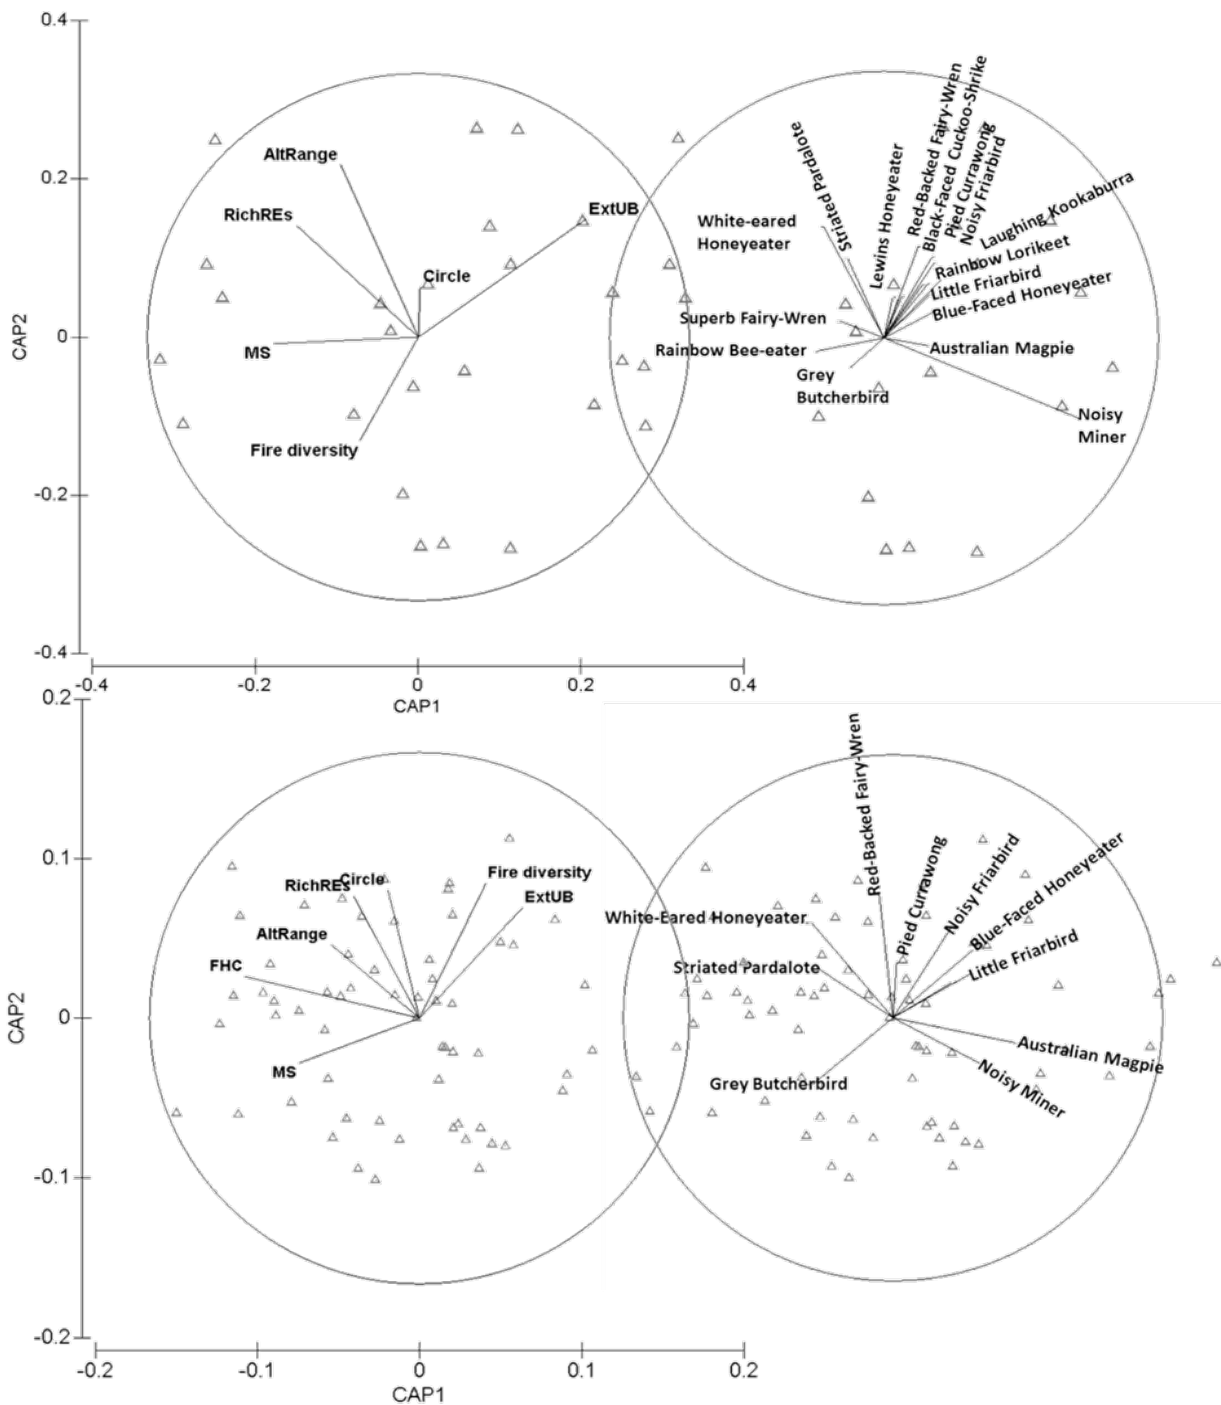 0.4
0.2
0
-0.2
-0.4
CAP2
AltRange
RichREs
ExtUB
Circle
MS
Fire diversity
White-eared
Honeyeater
Striated Pardalote
Lewins Honeyeater
Red-Backed Fairy-Wren
Black-Faced Cuckoo-Shrike
Pied Currawong
Noisy Friarbird
Laughing Kookaburra
Rainbow Lorikeet
Little Friarbird
Blue-Faced Honeyeater
Superb Fairy-Wren
Rainbow Bee-eater
Australian Magpie
Grey
Butcherbird
Noisy
Miner
-0.4
-0.2
0
0.2
0.4
CAP1
0.2
0.1
0
-0.1
-0.2
CAP2
RichREs
Circle
Fire diversity
ExtUB
AltRange
FHC
MS
Red-Backed Fairy-Wren
Pied Currawong
Noisy Friarbird
Blue-Faced Honeyeater
White-Eared Honeyeater
Little Friarbird
Striated Pardalote
Australian Magpie
Noisy Miner
Grey Butcherbird
-0.2
-0.1
0
0.1
0.2
CAP1